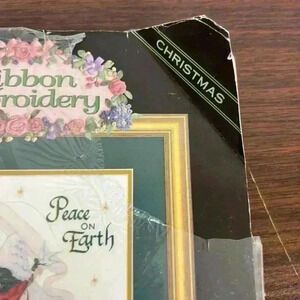 ibbon
broidery
CHRISTMAS
Peace
ON
Earth